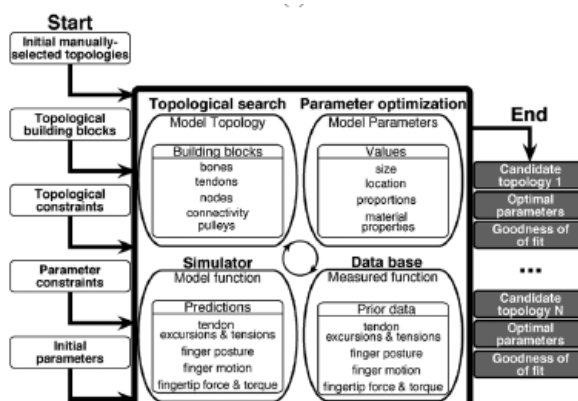 Start
Initial manually-
selected topologies
Topological
building blocks
Topological
constraints
Parameter
constraints
Initial
parameters
Topological search
Model Topology
Building blocks
bones
tendons
nodes
connectivity
pulleys
Parameter optimization
Model Parameters
Values
size
location
proportions
material
properties
Simulator
Model function
Predictions
tendon
excursions & tensions
finger posture
finger motion
fingertip force & torque
Data base
Measured function
Prior data
tendon
excursions & tensions
finger posture
finger motion
fingertip force & torque
End
Candidate
topology 1
Optimal
parameters
Goodness of
of fit
...
Candidate
topology N
Optimal
parameters
Goodness of
of fit